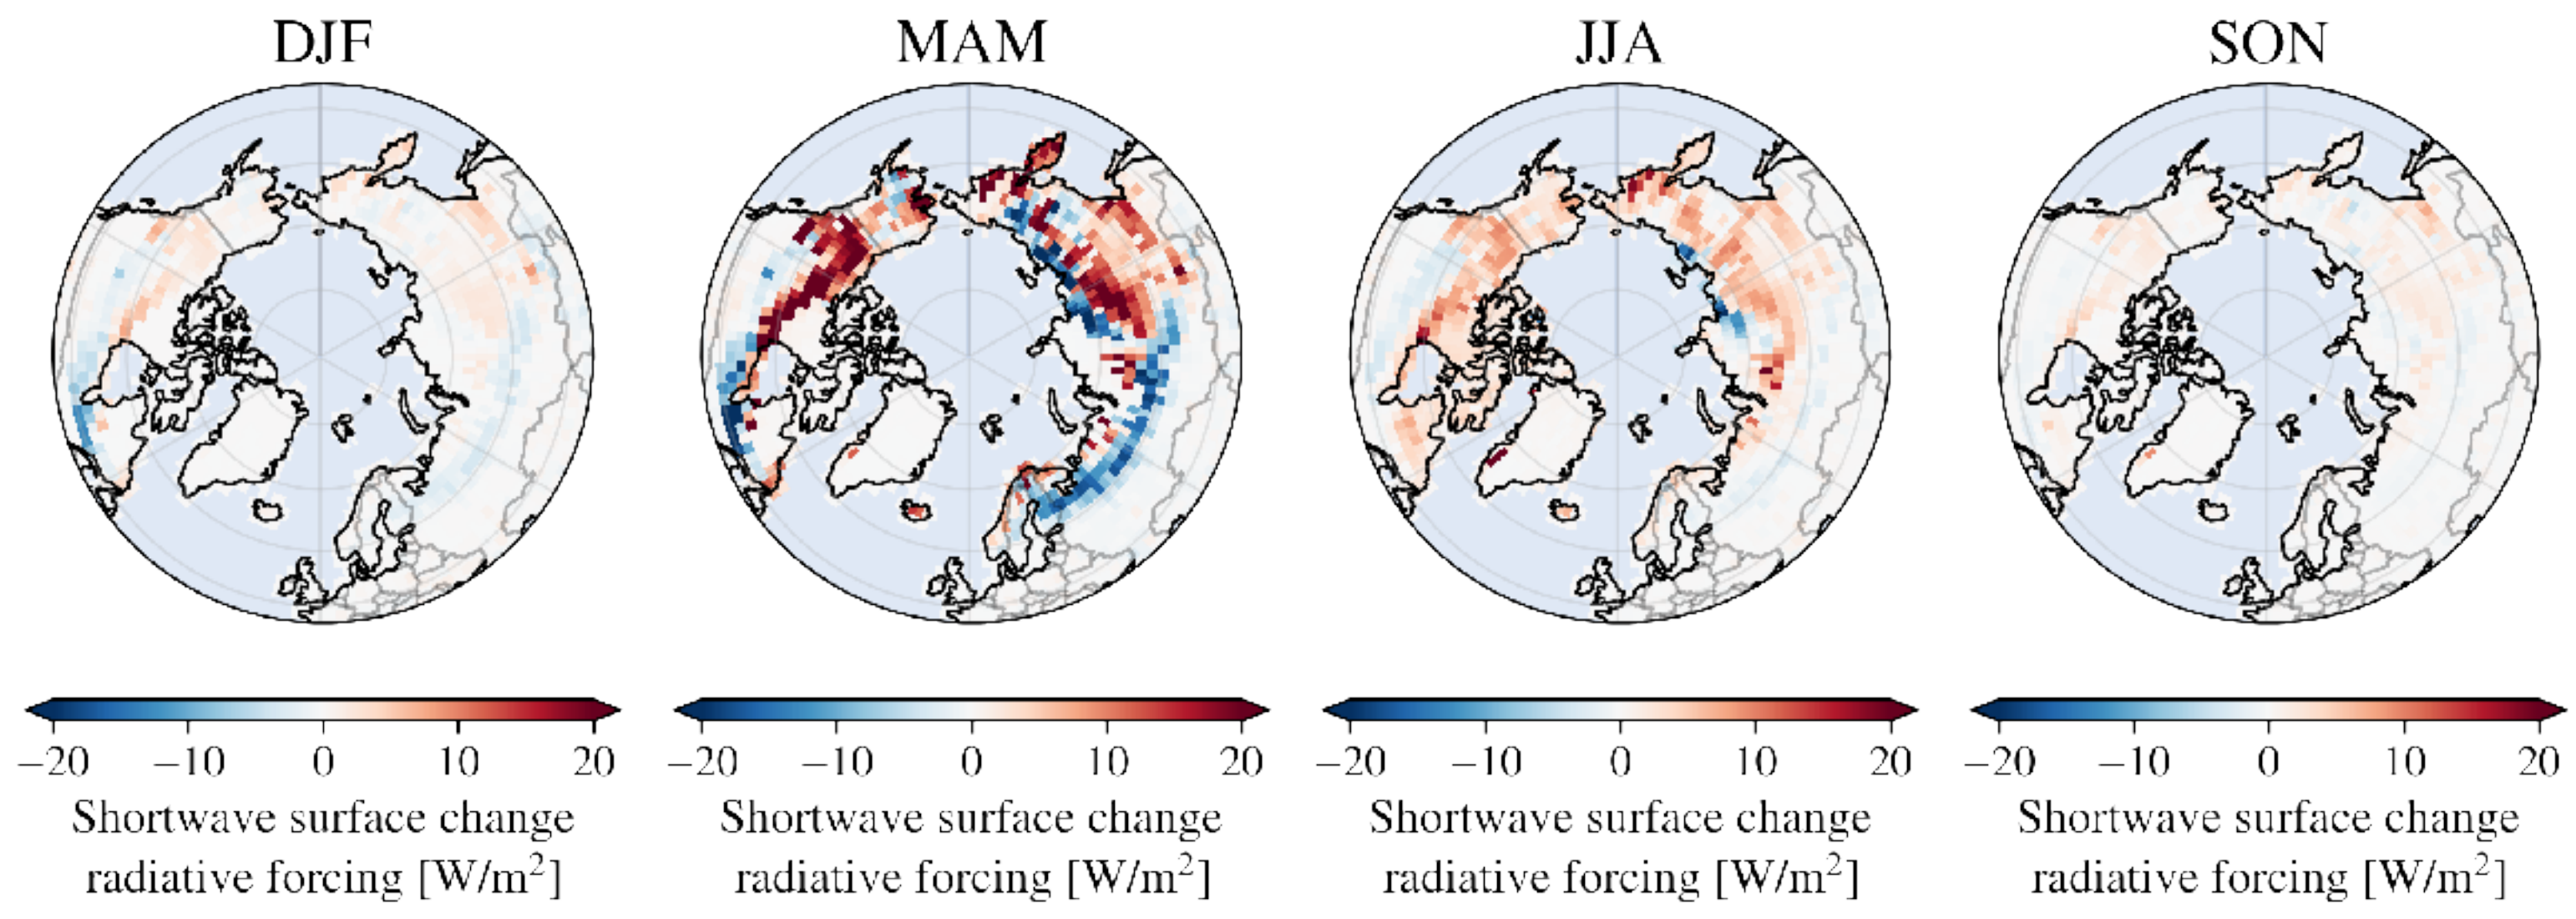 DJF MAM JJA SON
−20 −10 0 10 20 −20 −10 0 10 20 −20 −10 0 10 20 −20 −10 0 10 20
Shortwave surface change Shortwave surface change Shortwave surface change Shortwave surface change
radiative forcing [W/m²] radiative forcing [W/m²] radiative forcing [W/m²] radiative forcing [W/m²]